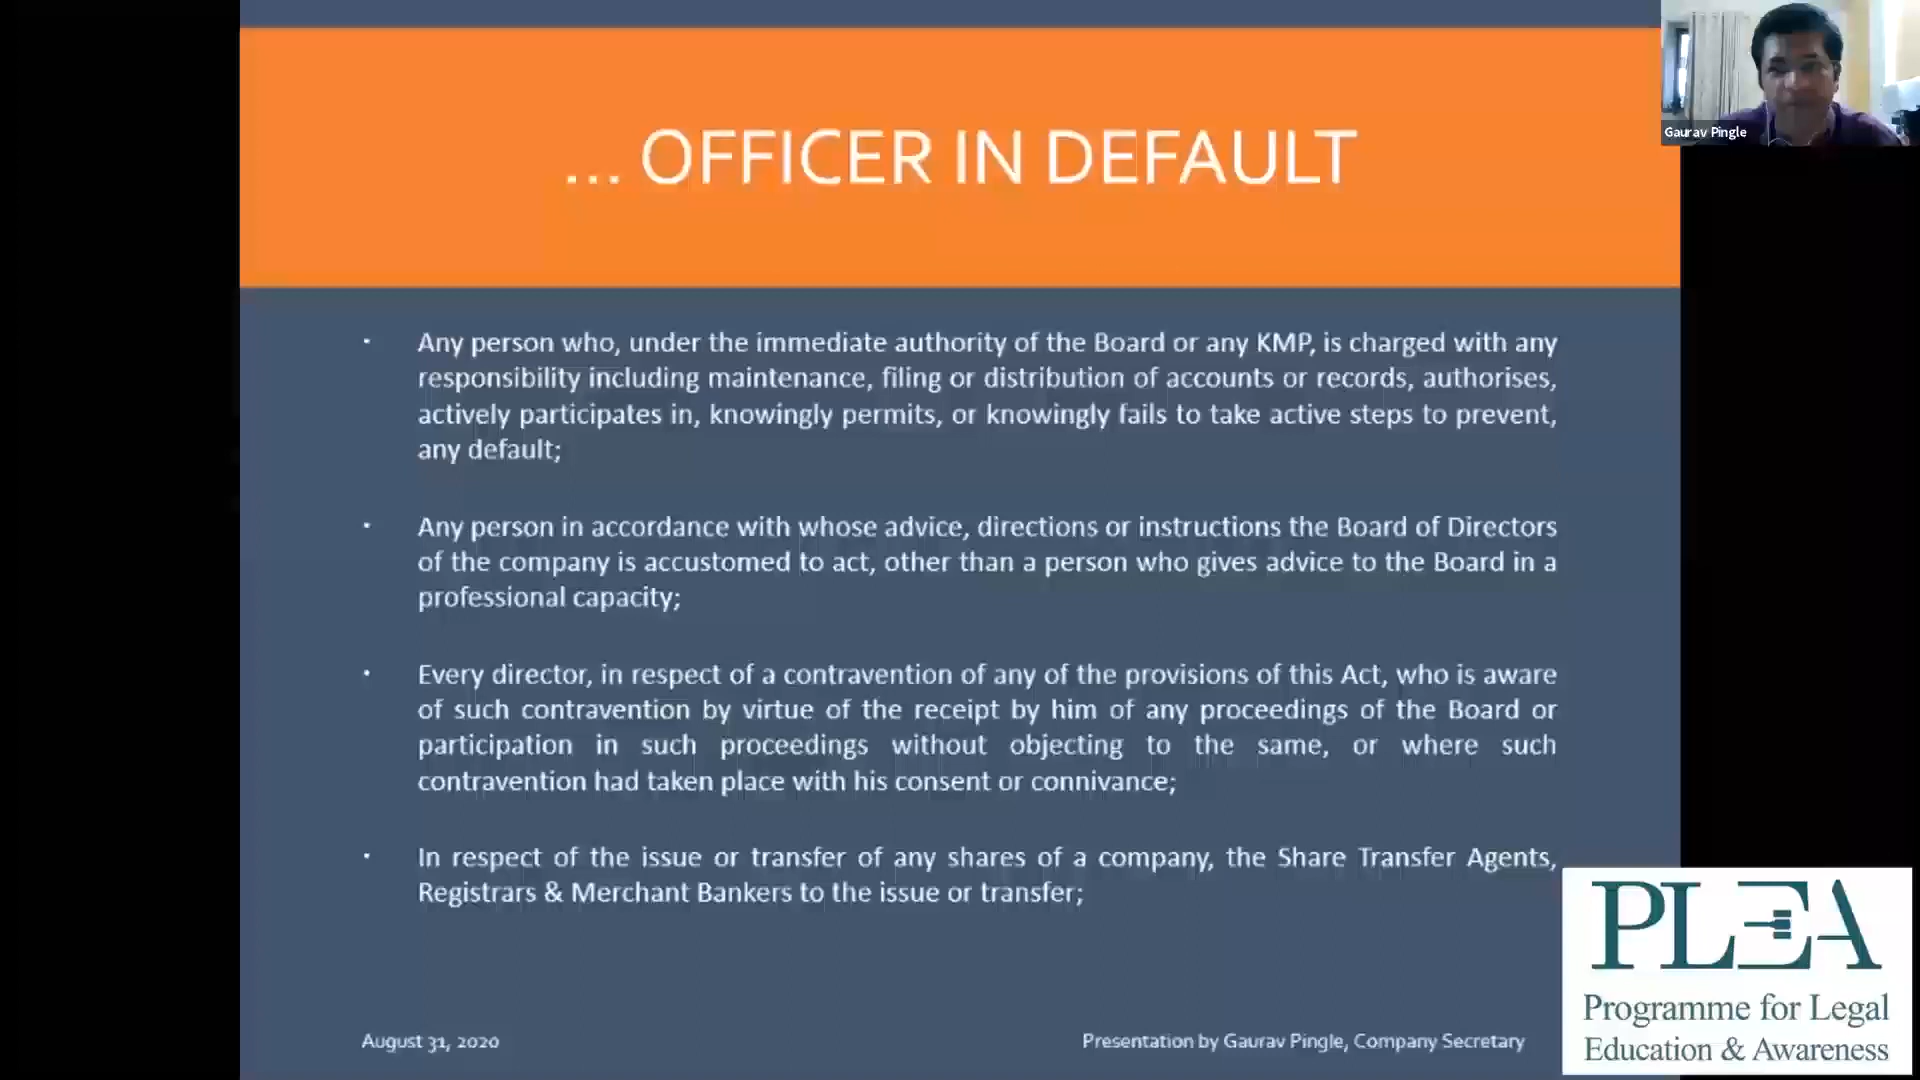 ... OFFICER IN DEFAULT
Gaurav Pingle
· Any person who, under the immediate authority of the Board or any KMP, is charged with any
responsibility including maintenance, filing or distribution of accounts or records, authorises,
actively participates in, knowingly permits, or knowingly fails to take active steps to prevent,
any default;
· Any person in accordance with whose advice, directions or instructions the Board of Directors
of the company is accustomed to act, other than a person who gives advice to the Board in a
professional capacity;
· Every director, in respect of a contravention of any of the provisions of this Act, who is aware
of such contravention by virtue of the receipt by him of any proceedings of the Board or
participation in such proceedings without objecting to the same, or where such
contravention had taken place with his consent or connivance;
· In respect of the issue or transfer of any shares of a company, the Share Transfer Agents,
Registrars & Merchant Bankers to the issue or transfer;
August 31, 2020
Presentation by Gaurav Pingle, Company Secretary
PLEA
Programme for Legal
Education & Awareness